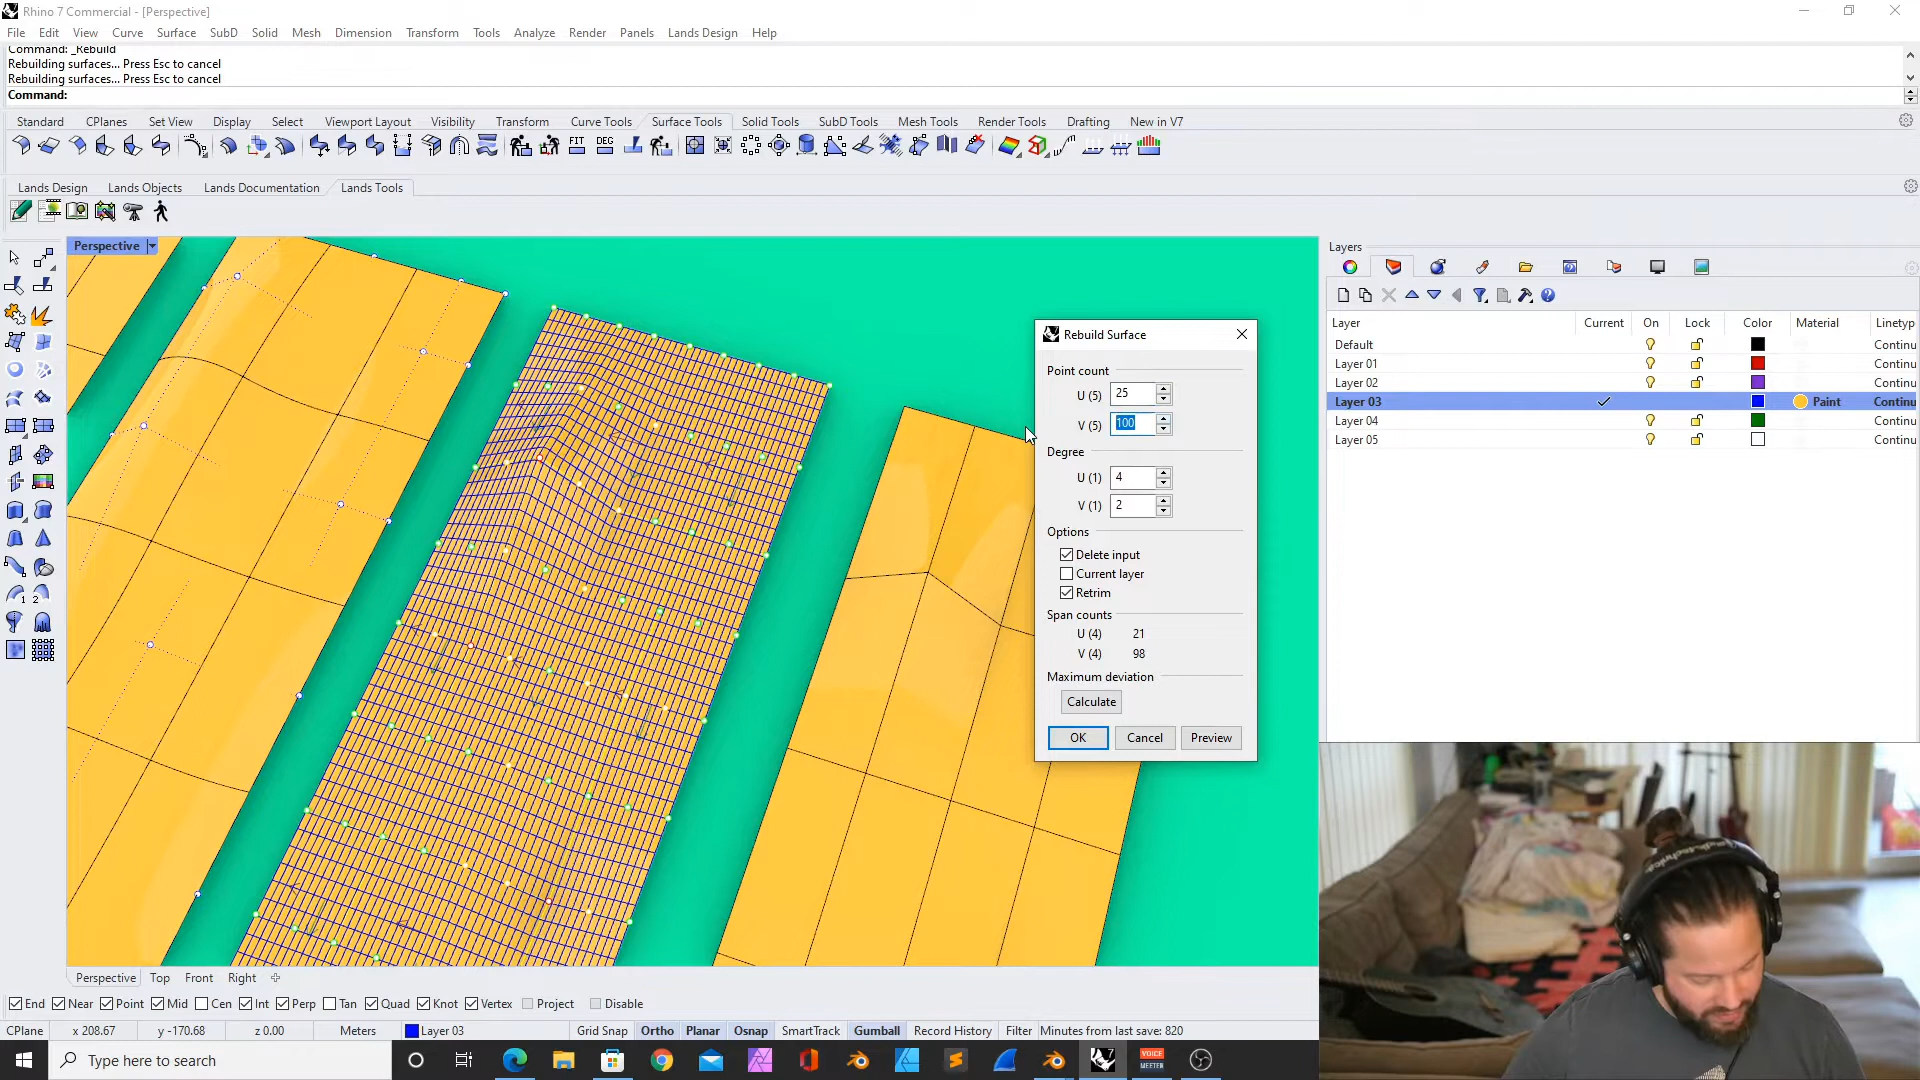 Rhino 7 Commercial - [Perspective]
File Edit View Curve Surface SubD Solid Mesh Dimension Transform Tools Analyze Render Panels Lands Design Help
Command: _Rebuild
Rebuilding surfaces... Press Esc to cancel
Rebuilding surfaces... Press Esc to cancel
Command:
Standard CPlanes Set View Display Select Viewport Layout Visibility Transform Curve Tools Surface Tools Solid Tools SubD Tools Mesh Tools Render Tools Drafting New in V7
FIT DEG
Lands Design Lands Objects Lands Documentation Lands Tools
Perspective
Layers
Layer Current On Lock Color Material Linetyp
Default Continu
Layer 01 Continu
Layer 02 Continu
Layer 03 Paint Continu
Layer 04 Continu
Layer 05 Continu
Rebuild Surface
Point count
U (5) 25
V (5) 100
Degree
U (1) 4
V (1) 2
Options
Delete input
Current layer
Retrim
Span counts
U (4) 21
V (4) 98
Maximum deviation
Calculate
OK Cancel Preview
1 2
Perspective Top Front Right
End Near Point Mid Cen Int Perp Tan Quad Knot Vertex Project Disable
CPlane x 208.67 y -170.68 z 0.00 Meters Layer 03 Grid Snap Ortho Planar Osnap SmartTrack Gumball Record History Filter Minutes from last save: 820
Type here to search
VOICE MEETER